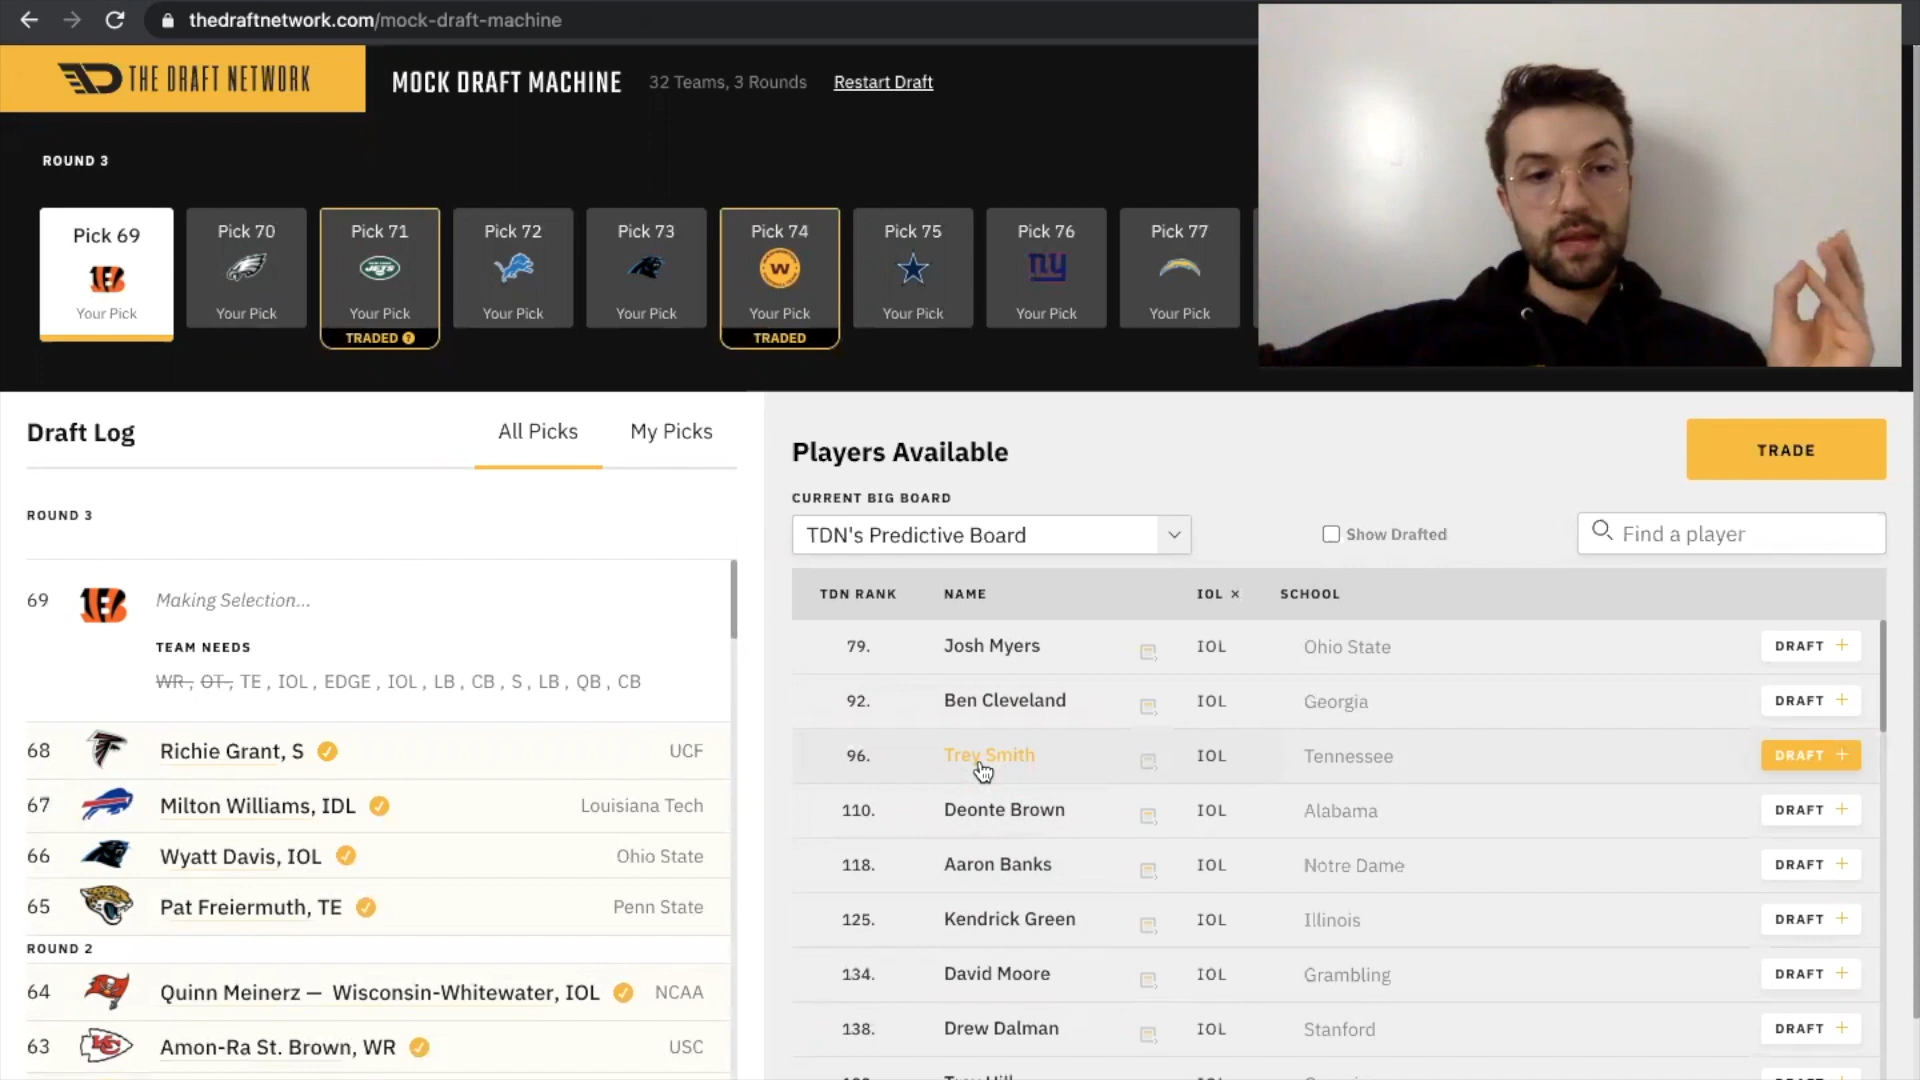 thedraftnetwork.com/mock-draft-machine
THE DRAFT NETWORK
MOCK DRAFT MACHINE
32 Teams, 3 Rounds
Restart Draft
ROUND 3
Pick 69
Your Pick
Pick 70
Your Pick
Pick 71
JETS
Your Pick
TRADED ?
Pick 72
Your Pick
Pick 73
Your Pick
Pick 74
W
Your Pick
TRADED
Pick 75
Your Pick
Pick 76
ny
Your Pick
Pick 77
Your Pick
Draft Log
All Picks
My Picks
ROUND 3
69
Making Selection...
TEAM NEEDS
WR, OT, TE, IOL, EDGE, IOL, LB, CB, S, LB, QB, CB
68 Richie Grant, S UCF
67 Milton Williams, IDL Louisiana Tech
66 Wyatt Davis, IOL Ohio State
65 Pat Freiermuth, TE Penn State
ROUND 2
64 Quinn Meinerz — Wisconsin-Whitewater, IOL NCAA
63 KC Amon-Ra St. Brown, WR USC
Players Available
TRADE
CURRENT BIG BOARD
TDN's Predictive Board
Show Drafted
Find a player
TDN RANK NAME IOL × SCHOOL
79. Josh Myers IOL Ohio State DRAFT +
92. Ben Cleveland IOL Georgia DRAFT +
96. Trey Smith IOL Tennessee DRAFT +
110. Deonte Brown IOL Alabama DRAFT +
118. Aaron Banks IOL Notre Dame DRAFT +
125. Kendrick Green IOL Illinois DRAFT +
134. David Moore IOL Grambling DRAFT +
138. Drew Dalman IOL Stanford DRAFT +